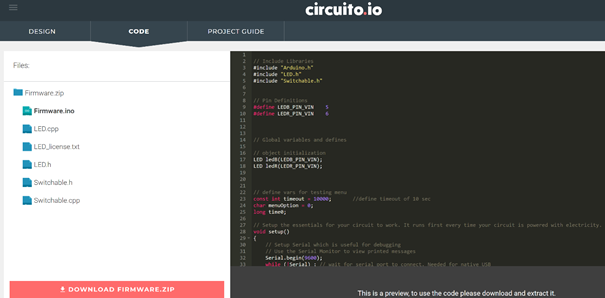 circuito.io
DESIGN
CODE
PROJECT GUIDE
Files:
Firmware.zip
Firmware.ino
LED.cpp
LED_license.txt
LED.h
Switchable.h
Switchable.cpp
DOWNLOAD FIRMWARE.ZIP
1
2 // Include Libraries
3 #include "Arduino.h"
4 #include "LED.h"
5 #include "Switchable.h"
6
7
8 // Pin Definitions
9 #define LEDB_PIN_VIN 5
10 #define LEDR_PIN_VIN 6
11
12
13
14 // Global variables and defines
15
16 // object initialization
17 LED ledB(LEDB_PIN_VIN);
18 LED ledR(LEDR_PIN_VIN);
19
20
21
22 // define vars for testing menu
23 const int timeout = 10000; //define timeout of 10 sec
24 char menuOption = 0;
25 long time0;
26
27 // Setup the essentials for your circuit to work. It runs first every time your circuit is powered with electricity.
28 void setup()
29 {
30 // Setup Serial which is useful for debugging
31 // Use the Serial Monitor to view printed messages
32 Serial.begin(9600);
33 while (!Serial) ; // wait for serial port to connect. Needed for native USB
This is a preview, to use the code please download and extract it.